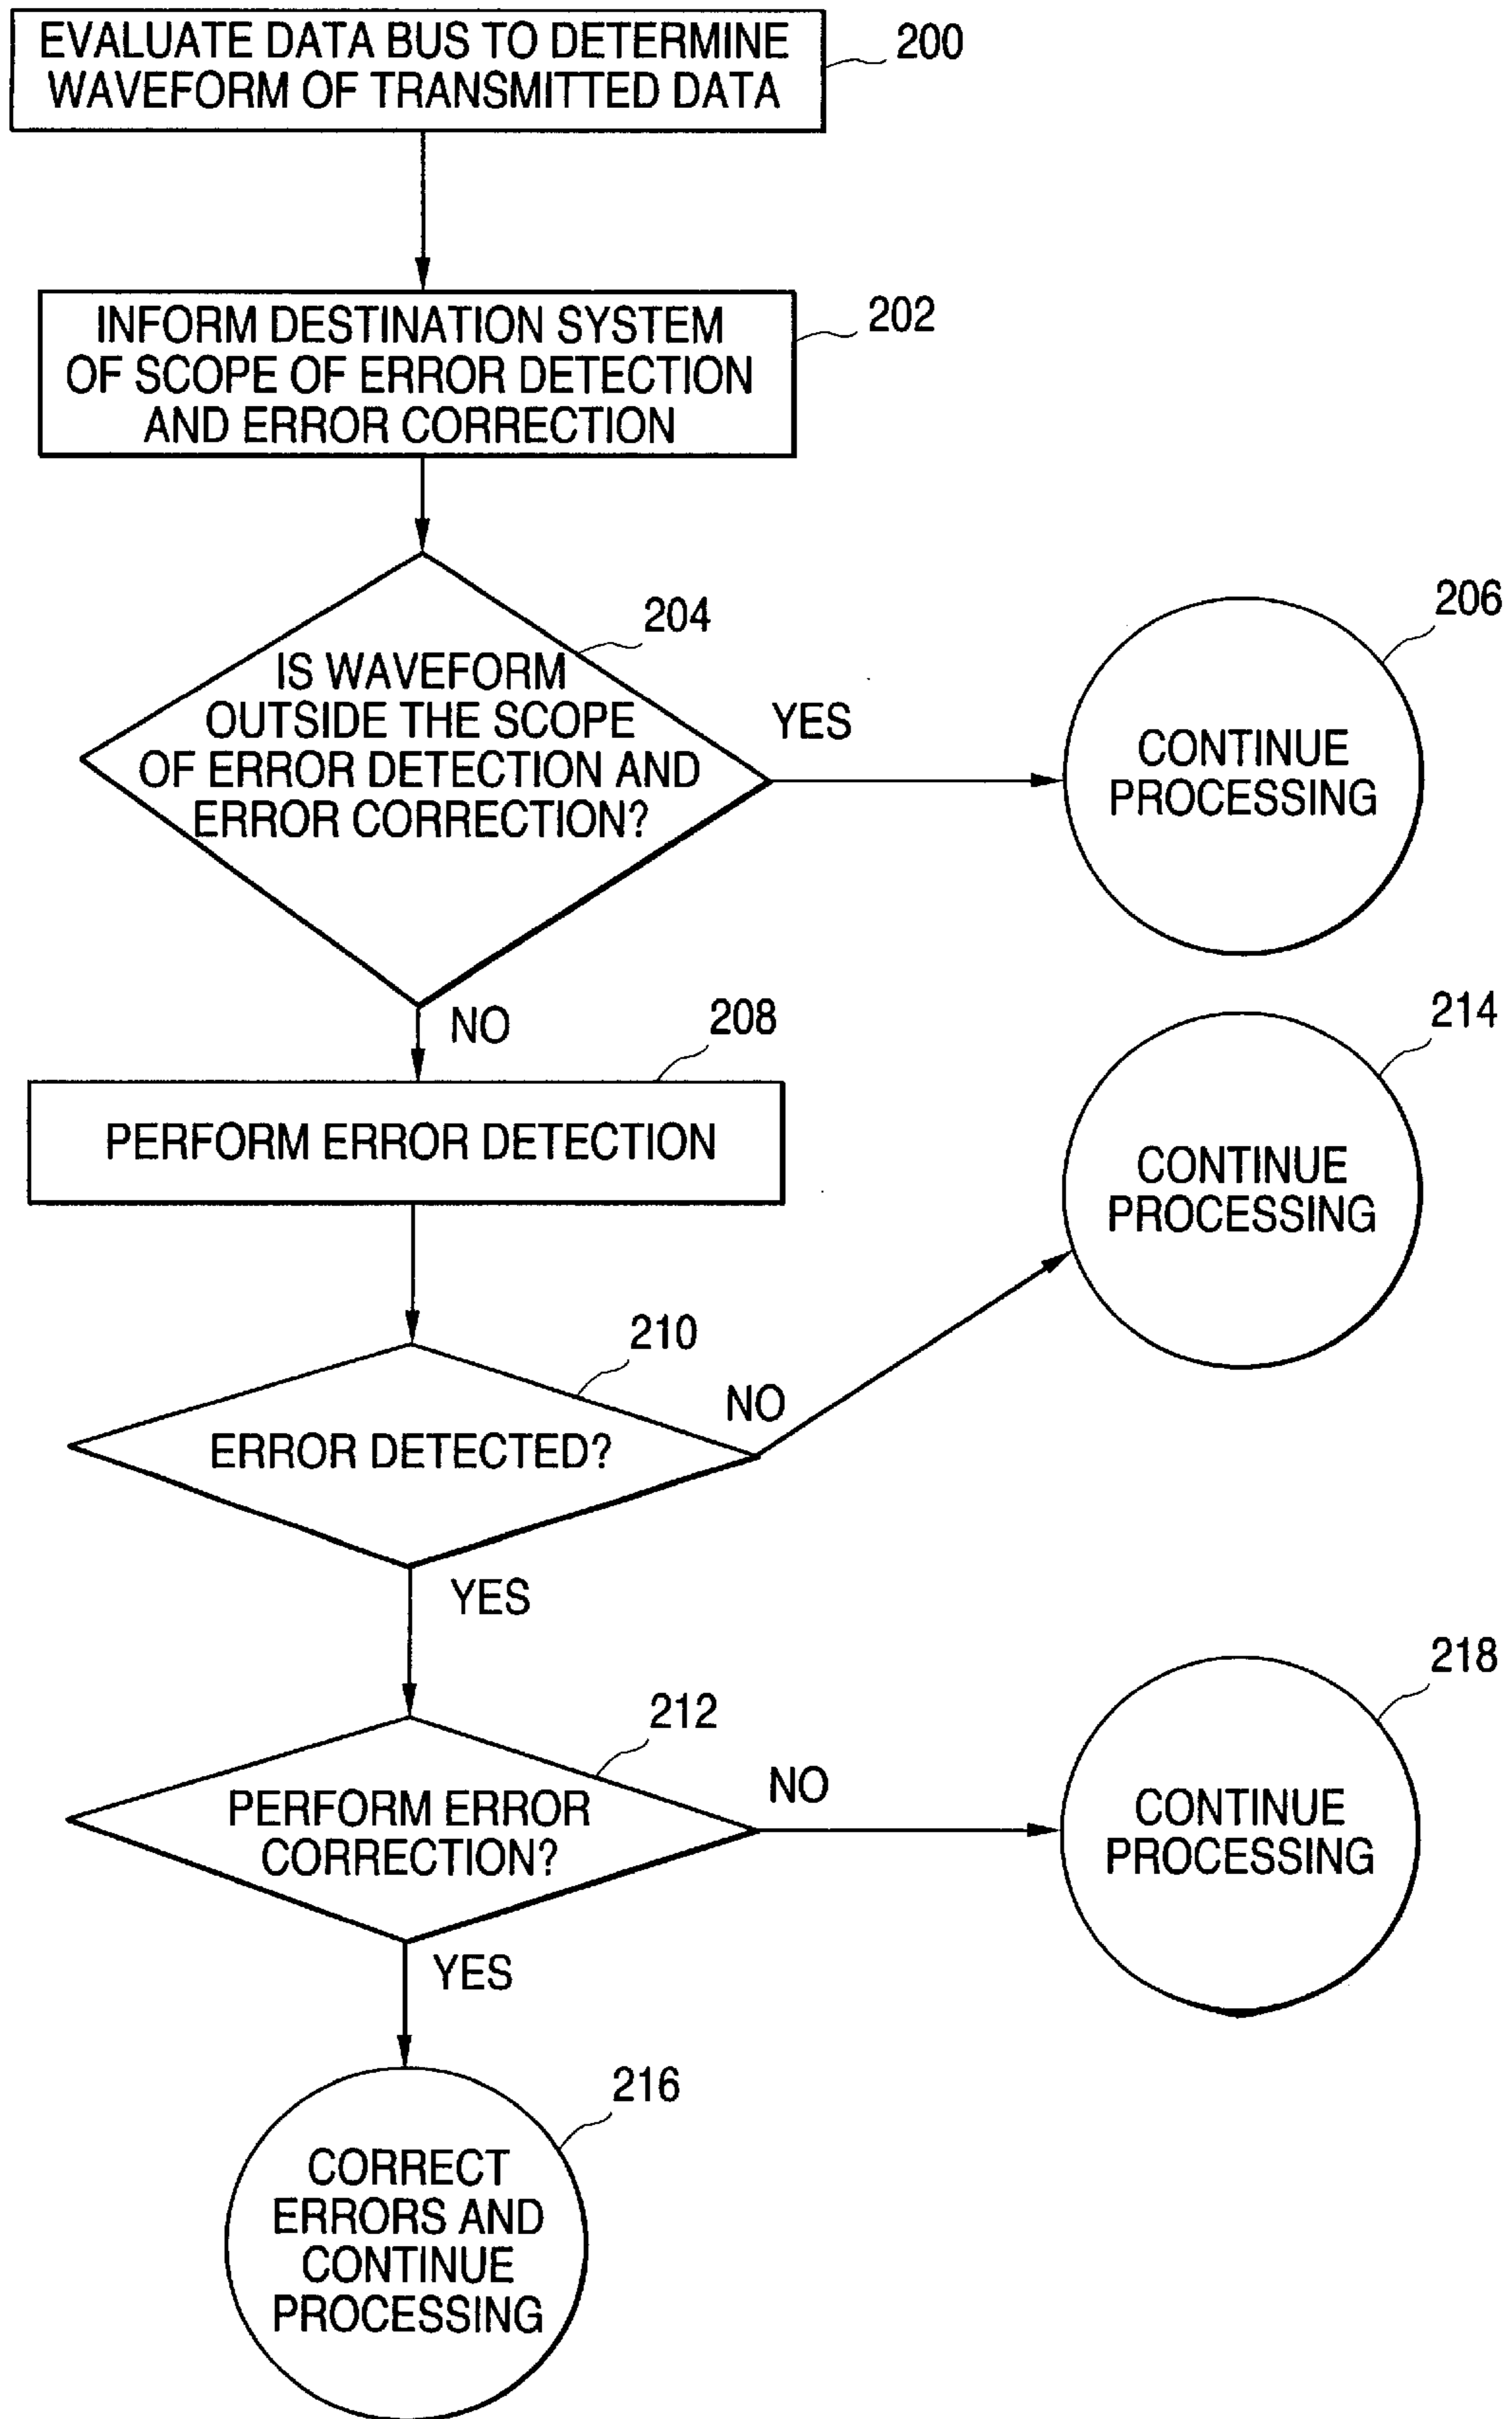 EVALUATE DATA BUS TO DETERMINE
WAVEFORM OF TRANSMITTED DATA
200
INFORM DESTINATION SYSTEM
OF SCOPE OF ERROR DETECTION
AND ERROR CORRECTION
202
204
IS WAVEFORM
OUTSIDE THE SCOPE
OF ERROR DETECTION AND
ERROR CORRECTION?
YES
206
CONTINUE
PROCESSING
NO
208
PERFORM ERROR DETECTION
214
CONTINUE
PROCESSING
210
ERROR DETECTED?
NO
YES
212
PERFORM ERROR
CORRECTION?
NO
218
CONTINUE
PROCESSING
YES
216
CORRECT
ERRORS AND
CONTINUE
PROCESSING